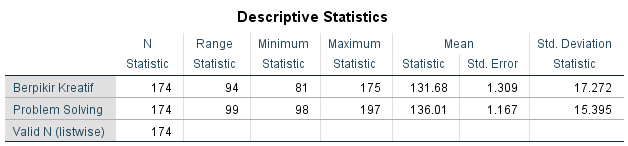 Descriptive Statistics
N Range Minimum Maximum Mean Std. Deviation
Statistic Statistic Statistic Statistic Statistic Std. Error Statistic
Berpikir Kreatif 174 94 81 175 131.68 1.309 17.272
Problem Solving 174 99 98 197 136.01 1.167 15.395
Valid N (listwise) 174